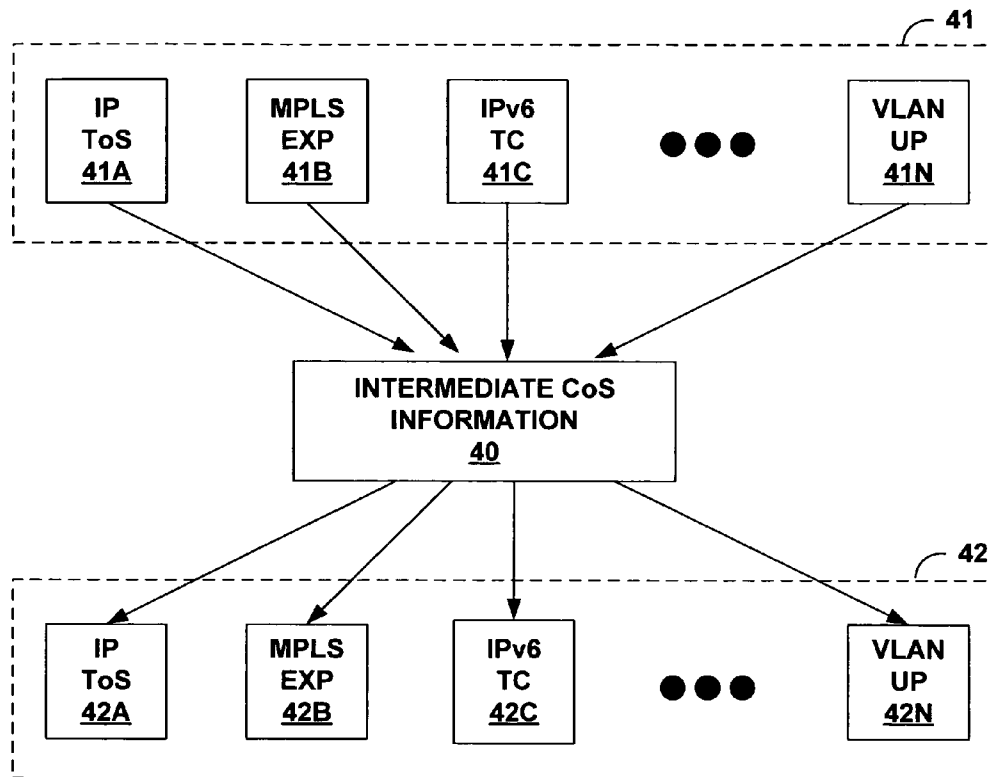 41
IP
ToS
41A
MPLS
EXP
41B
IPv6
TC
41C
VLAN
UP
41N
INTERMEDIATE CoS
INFORMATION
40
42
IP
ToS
42A
MPLS
EXP
42B
IPv6
TC
42C
VLAN
UP
42N